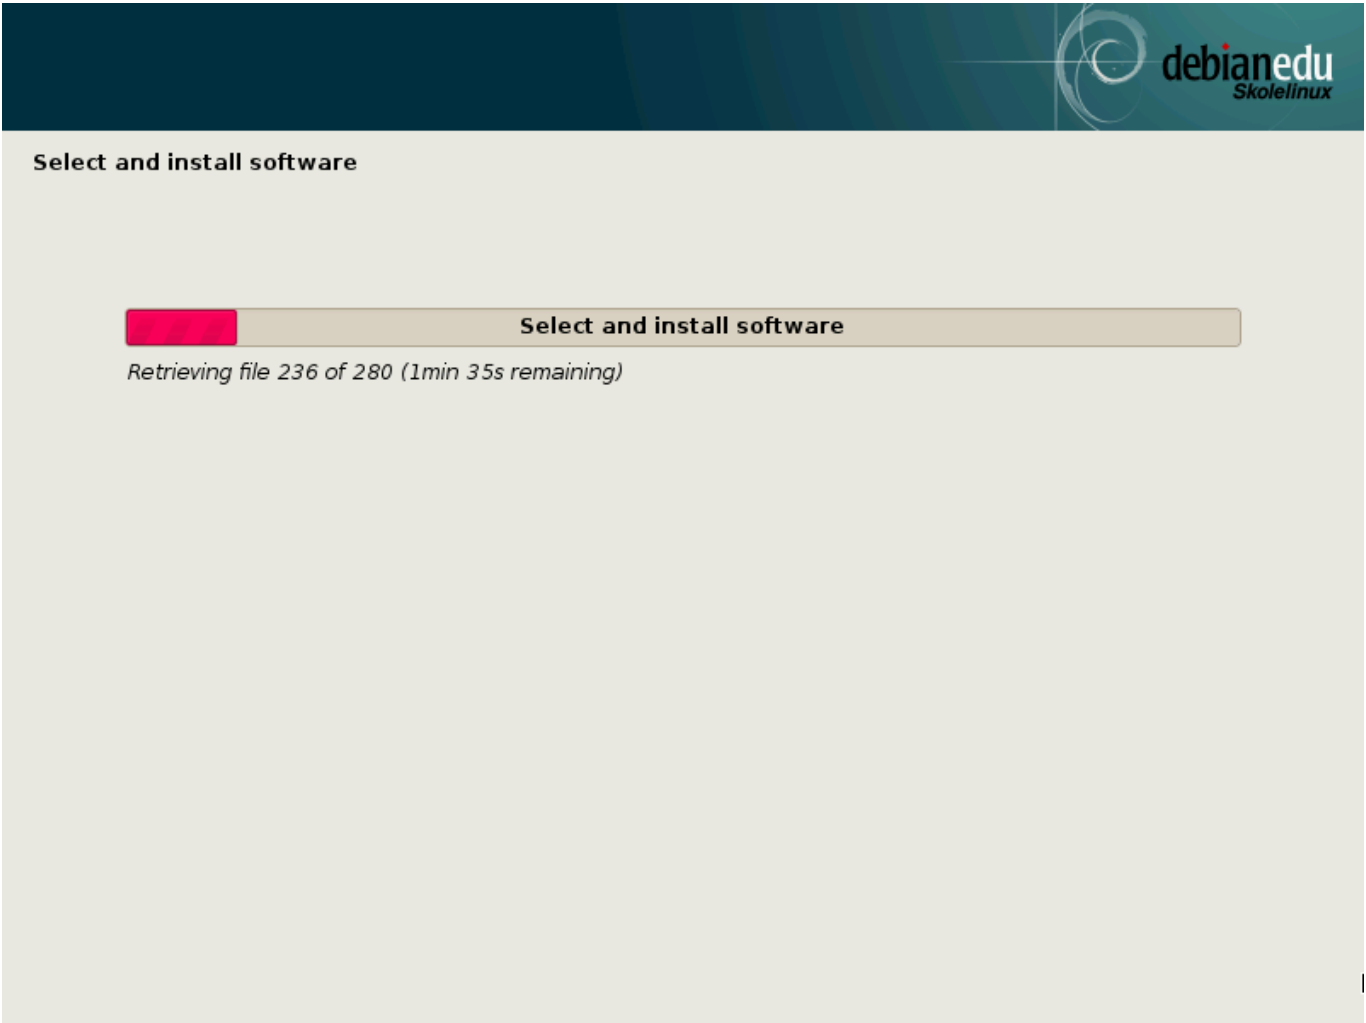 debianedu
Skolelinux
Select and install software
Select and install software
Retrieving file 236 of 280 (1min 35s remaining)